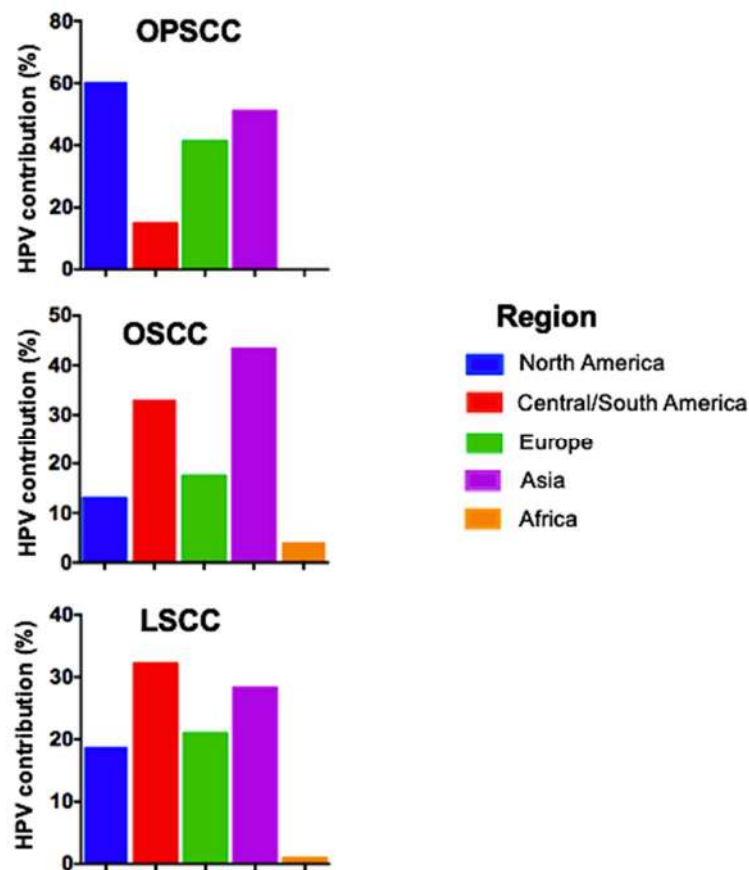 OPSCC
HPV contribution (%)
80
60
40
20
0
OSCC
HPV contribution (%)
50
40
30
20
10
0
LSCC
HPV contribution (%)
40
30
20
10
0
Region
North America
Central/South America
Europe
Asia
Africa